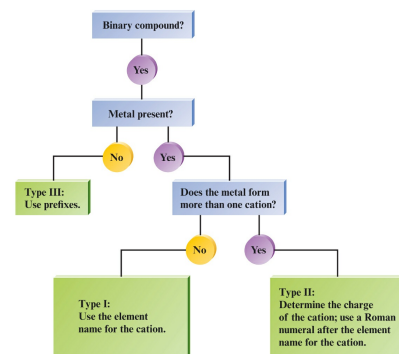 Binary compound?
Yes
Metal present?
No
Yes
Type III:
Use prefixes.
Does the metal form
more than one cation?
No
Yes
Type I:
Use the element
name for the cation.
Type II:
Determine the charge
of the cation; use a Roman
numeral after the element
name for the cation.